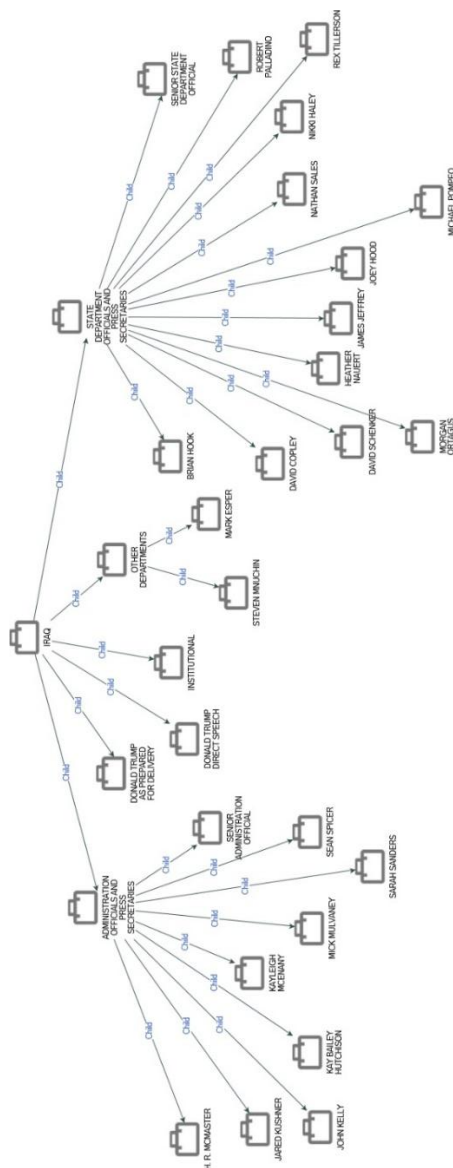 IRAQ
Child
Child
Child
Child
Child
Child
ADMINISTRATION
OFFICIALS AND
PRESS
SECRETARIES
DONALD TRUMP
AS PREPARED
FOR DELIVERY
DONALD TRUMP
DIRECT SPEECH
INSTITUTIONAL
OTHER
DEPARTMENTS
STATE
DEPARTMENT
OFFICIALS AND
PRESS
SECRETARIES
Child
Child
Child
Child
Child
Child
Child
Child
Child
H. R. MCMASTER
JARED KUSHNER
JOHN KELLY
KAY BAILEY
HUTCHISON
KAYLEIGH
MCENANY
MICK MULVANEY
SARAH SANDERS
SEAN SPICER
SENIOR
ADMINISTRATION
OFFICIAL
Child
Child
STEVEN MNUCHIN
MARK ESPER
Child
Child
Child
Child
Child
Child
Child
Child
Child
Child
Child
Child
Child
BRIAN HOOK
DAVID COPLEY
DAVID SCHENKER
MORGAN
ORTAGUS
HEATHER
NAUERT
JAMES JEFFREY
JOEY HOOD
MICHAEL POMPEO
NATHAN SALES
NIKKI HALEY
REX TILLERSON
ROBERT
PALLADINO
SENIOR STATE
DEPARTMENT
OFFICIAL